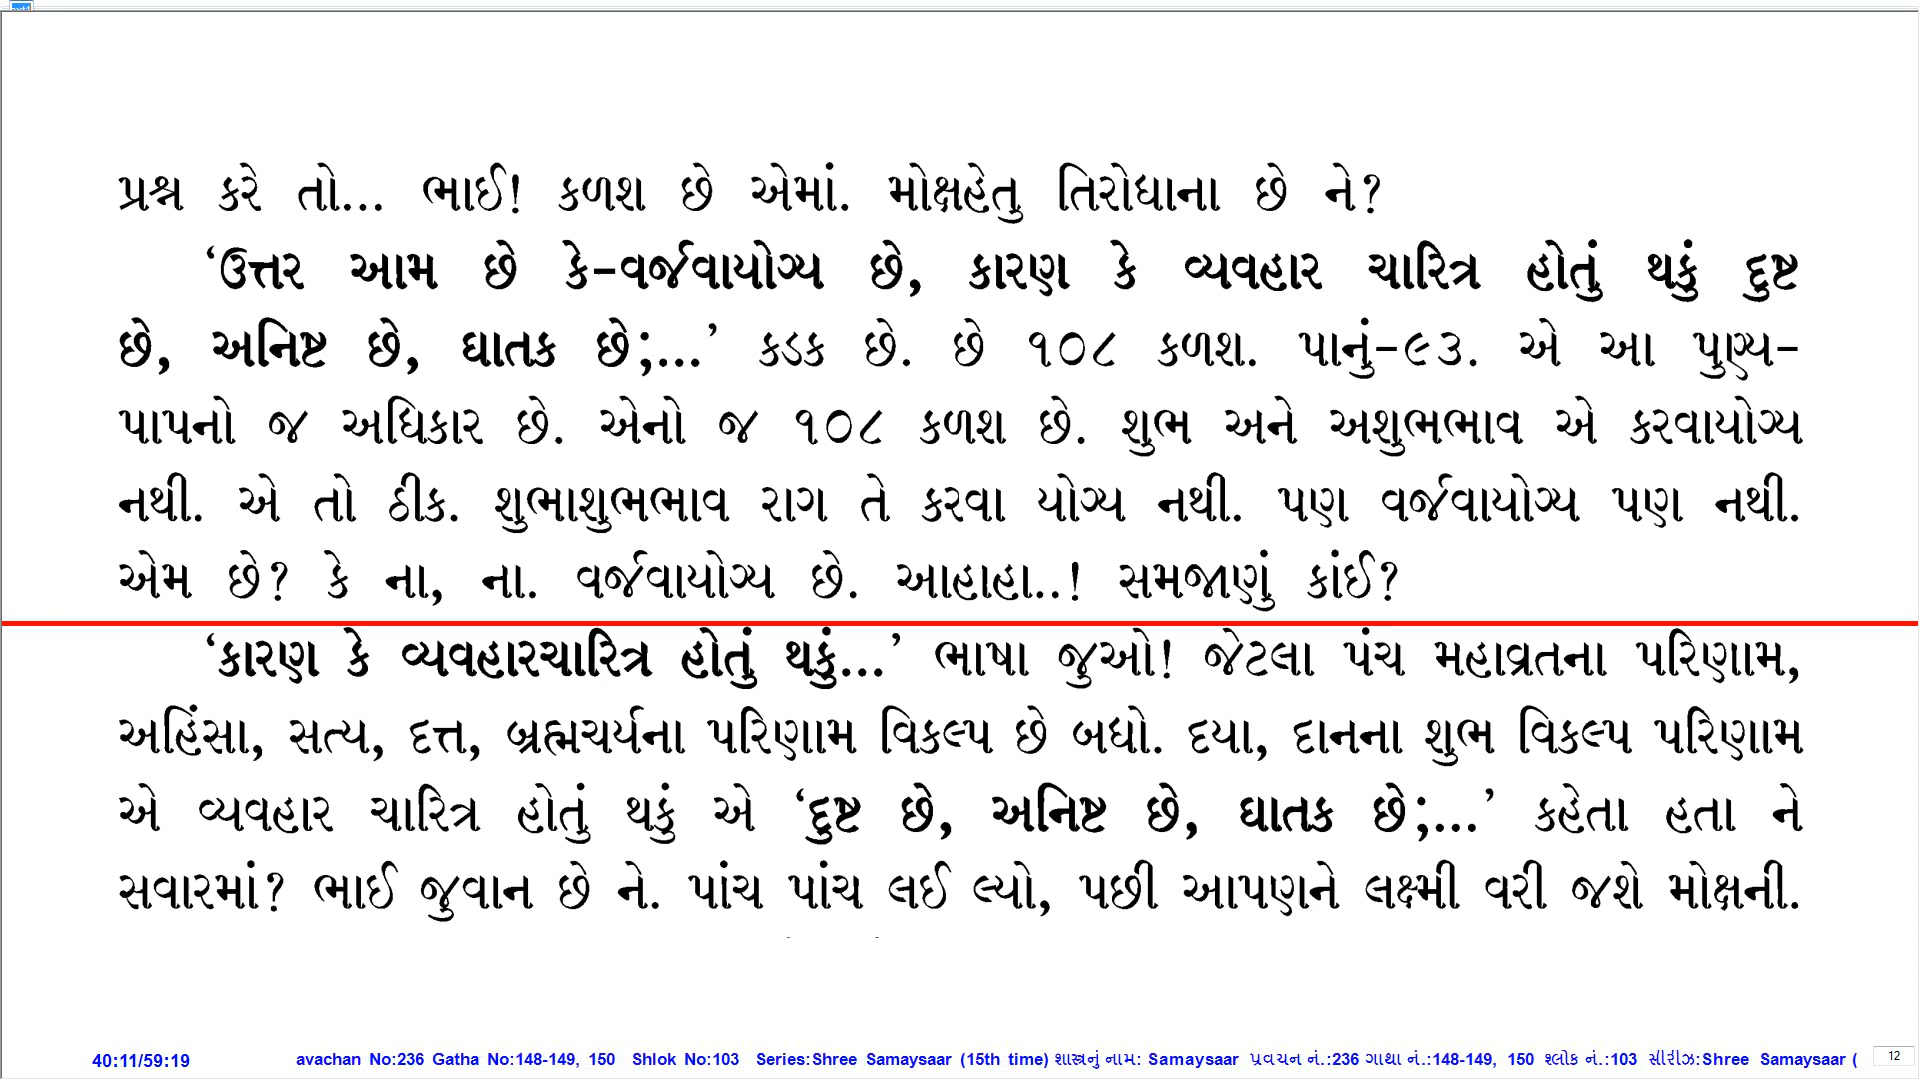 પ્રશ્ન કરે તો... ભાઈ! કળશ છે એમાં. મોક્ષહેતુ તિરોધાના છે ને?
‘ઉત્તર આમ છે કે-વર્જવાયોગ્ય છે, કારણ કે વ્યવહાર ચારિત્ર હોતું થકું દુષ્ટ
છે, અનિષ્ટ છે, ઘાતક છે;...’ કડક છે. છે ૧૦૮ કળશ. પાનું-૯૩. એ આ પુણ્ય-
પાપનો જ અધિકાર છે. એનો જ ૧૦૮ કળશ છે. શુભ અને અશુભભાવ એ કરવાયોગ્ય
નથી. એ તો ઠીક. શુભાશુભભાવ રાગ તે કરવા યોગ્ય નથી. પણ વર્જવાયોગ્ય પણ નથી.
એમ છે? કે ના, ના. વર્જવાયોગ્ય છે. આહાહા..! સમજાણું કાંઈ?
‘કારણ કે વ્યવહારચારિત્ર હોતું થકું...’ ભાષા જુઓ! જેટલા પંચ મહાવ્રતના પરિણામ,
અહિંસા, સત્ય, દત્ત, બ્રહ્મચર્યના પરિણામ વિકલ્પ છે બધો. દયા, દાનના શુભ વિકલ્પ પરિણામ
એ વ્યવહાર ચારિત્ર હોતું થકું એ ‘દુષ્ટ છે, અનિષ્ટ છે, ઘાતક છે;...’ કહેતા હતા ને
સવારમાં? ભાઈ જુવાન છે ને. પાંચ પાંચ લઈ લ્યો, પછી આપણને લક્ષ્મી વરી જશે મોક્ષની.
40:11/59:19 avachan No:236 Gatha No:148-149, 150 Shlok No:103 Series:Shree Samaysaar (15th time) શાસ્ત્રનું નામ: Samaysaar પ્રવચન નં.:236 ગાથા નં.:148-149, 150 શ્લોક નં.:103 સીરીઝ:Shree Samaysaar ( 12